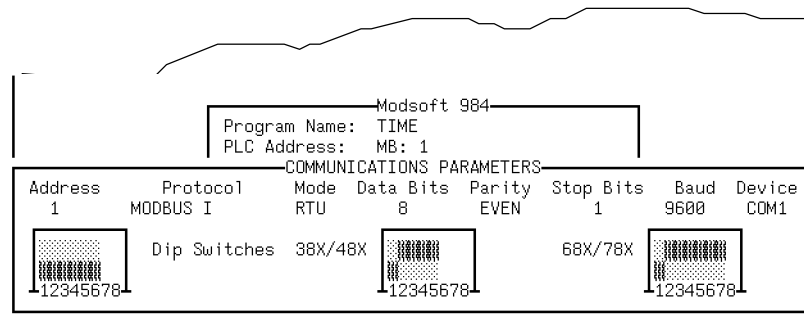 Modsoft 984
Program Name: TIME
PLC Address: MB: 1
COMMUNICATIONS PARAMETERS
Address Protocol Mode Data Bits Parity Stop Bits Baud Device
1 MODBUS I RTU 8 EVEN 1 9600 COM1
Dip Switches 38X/48X 68X/78X
12345678 12345678 12345678